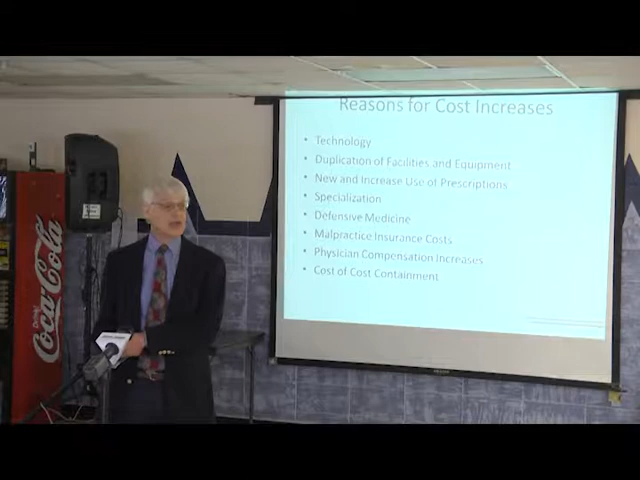 Reasons for Cost Increases
• Technology
• Duplication of Facilities and Equipment
• New and Increase Use of Prescriptions
• Specialization
• Defensive Medicine
• Malpractice Insurance Costs
• Physician Compensation Increases
• Cost of Cost Containment
Coca-Cola